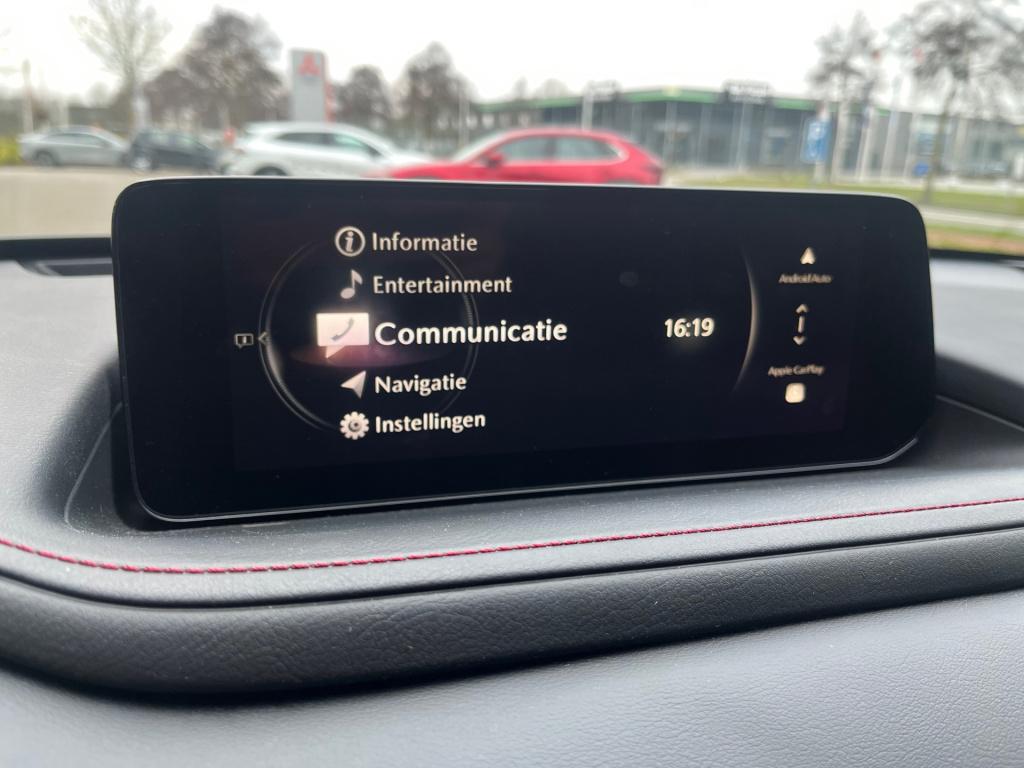 Informatie
Entertainment
Communicatie
16:19
Navigatie
Instellingen
Android Auto
Apple CarPlay